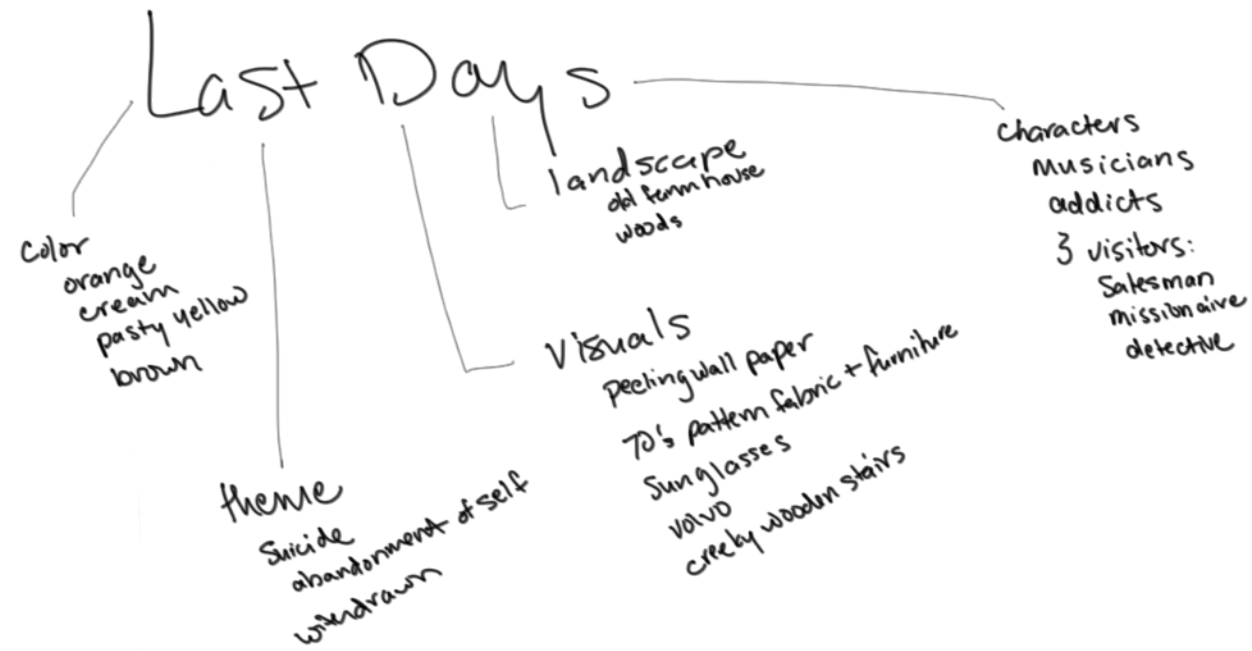 Last Days
Color
orange
cream
pasty yellow
brown
theme
Suicide
abandonment of self
withdrawn
Visuals
peeling wall paper
70's pattern fabric + furniture
Sunglasses
volvo
creeky wooden stairs
landscape
old farm house
woods
Characters
musicians
addicts
3 visitors:
Salesman
missionaire
detective